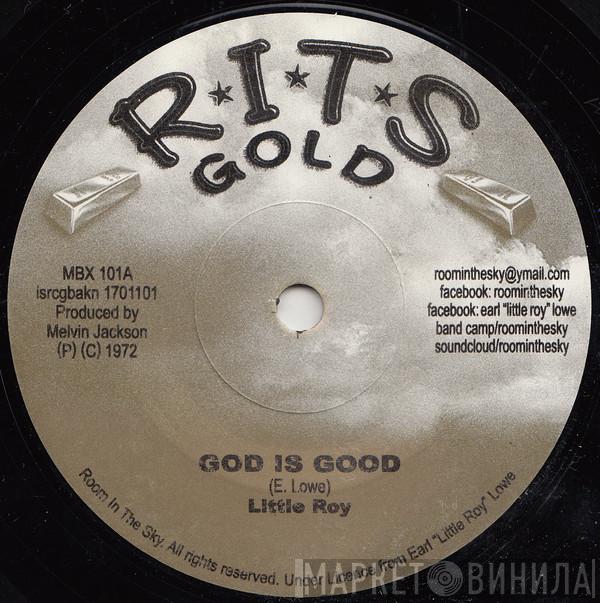 R★I★T★S
GOLD
MBX 101A
isrcgbakn 1701101
Produced by
Melvin Jackson
(P) (C) 1972
roominthesky@ymail.com
facebook: roominthesky
facebook: earl "little roy" lowe
band camp/roominthesky
soundcloud/roominthesky
GOD IS GOOD
(E. Lowe)
Little Roy
Room In The Sky. All rights reserved. Under Licence from Earl "Little Roy" Lowe
МАРКЕТ ВИНИЛА